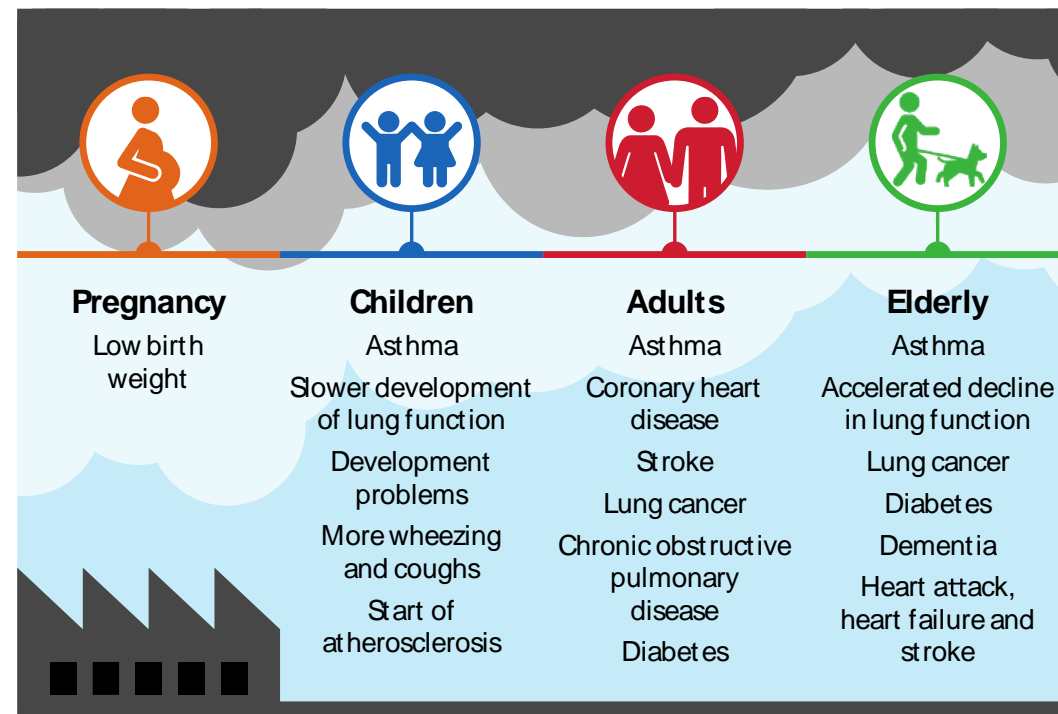 Pregnancy
Low birth
weight
Children
Asthma
Slower development
of lung function
Development
problems
More wheezing
and coughs
Start of
atherosclerosis
Adults
Asthma
Coronary heart
disease
Stroke
Lung cancer
Chronic obstructive
pulmonary
disease
Diabetes
Elderly
Asthma
Accelerated decline
in lung function
Lung cancer
Diabetes
Dementia
Heart attack,
heart failure and
stroke